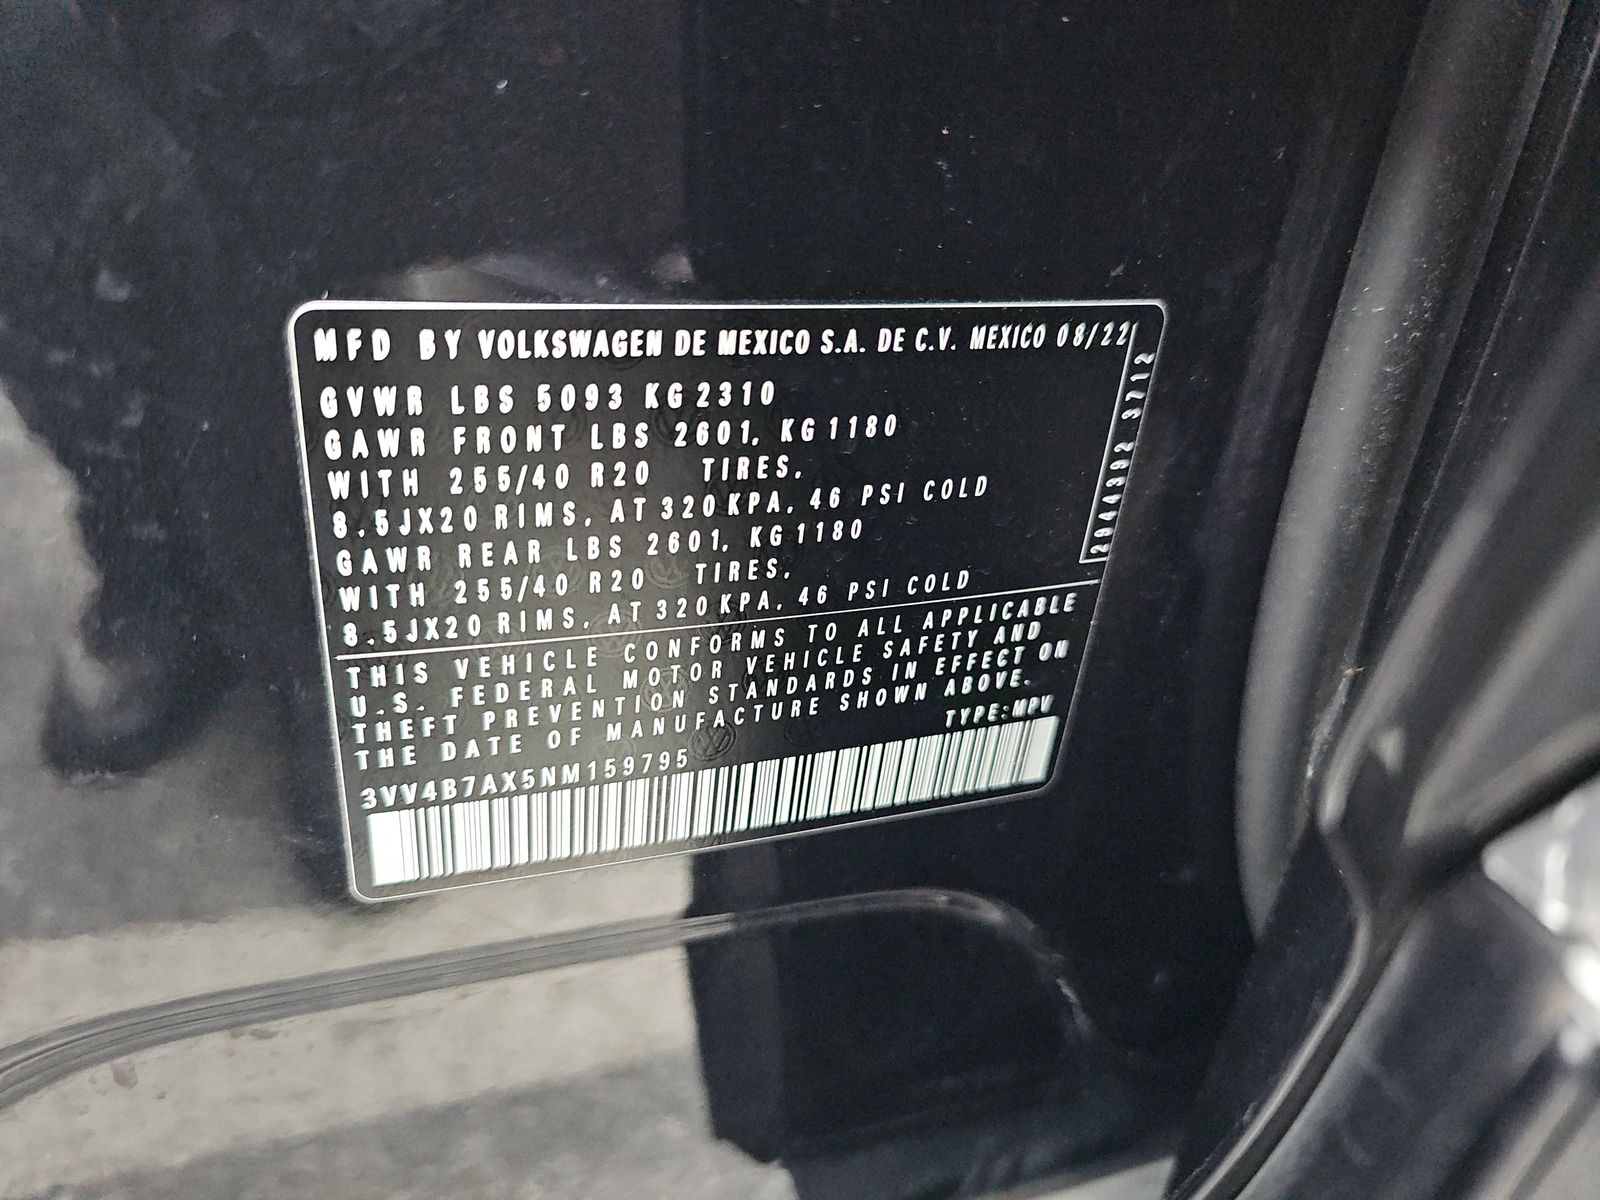 MFD BY VOLKSWAGEN DE MEXICO S.A. DE C.V. MEXICO 08/22
GVWR LBS 5093 KG 2310
GAWR FRONT LBS 2601, KG 1180
WITH 255/40 R20 TIRES,
8.5JX20 RIMS, AT 320 KPA, 46 PSI COLD
GAWR REAR LBS 2601, KG 1180
WITH 255/40 R20 TIRES,
8.5JX20 RIMS, AT 320 KPA, 46 PSI COLD
2944392 3712
THIS VEHICLE CONFORMS TO ALL APPLICABLE
U.S. FEDERAL MOTOR VEHICLE SAFETY AND
THEFT PREVENTION STANDARDS IN EFFECT ON
THE DATE OF MANUFACTURE SHOWN ABOVE.
TYPE:MPV
3VV4B7AX5NM159795